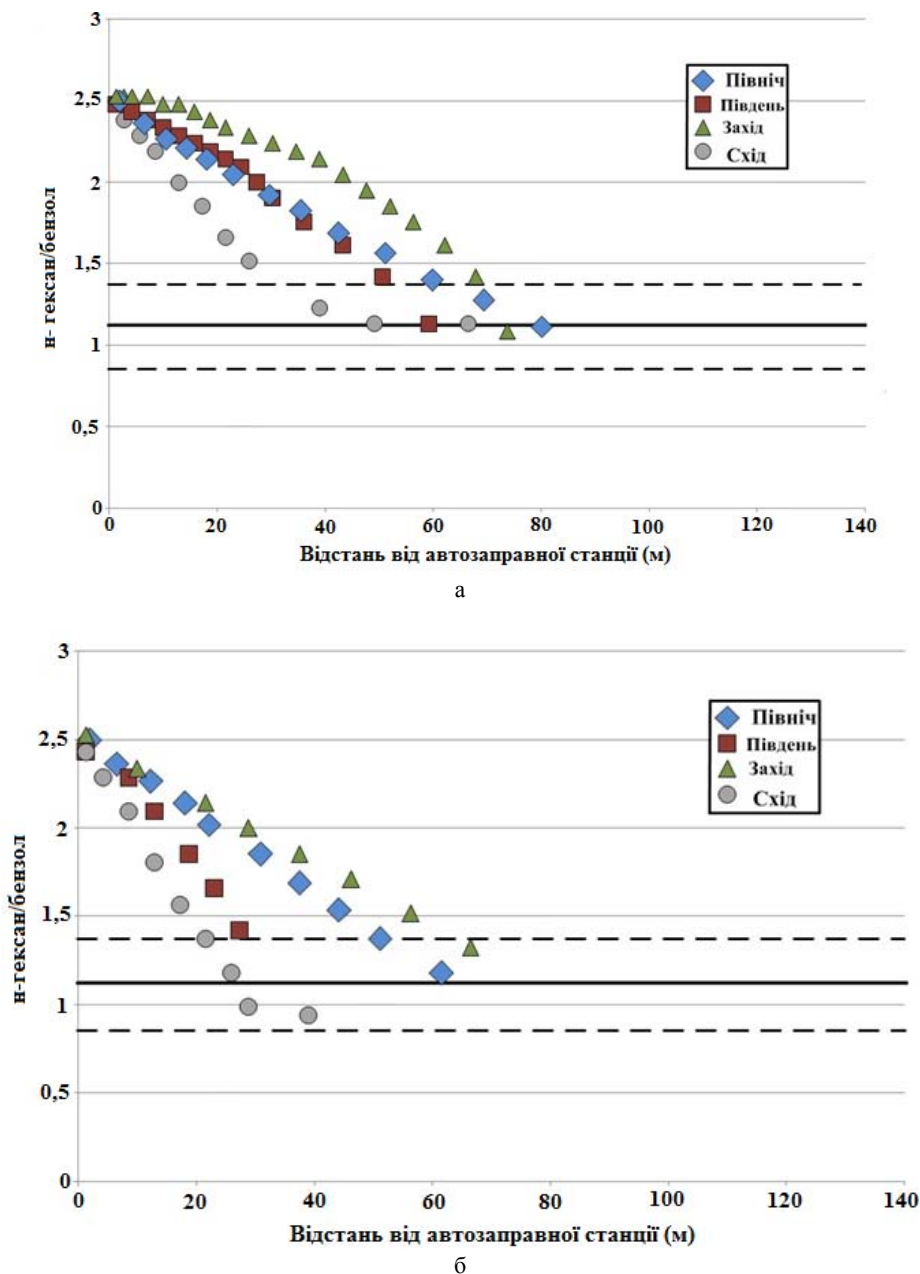 3
2.5
2
1.5
1
0,5
0
н- гексан/бензол
Північ
Південь
Захід
Схід
0 20 40 60 80 100 120 140
Відстань від автозаправної станції (м)
а
3
2,5
2
1.5
1
0,5
0
н-гексан/бензол
Північ
Південь
Захід
Схід
0 20 40 60 80 100 120 140
Відстань від автозаправної станції (м)
б